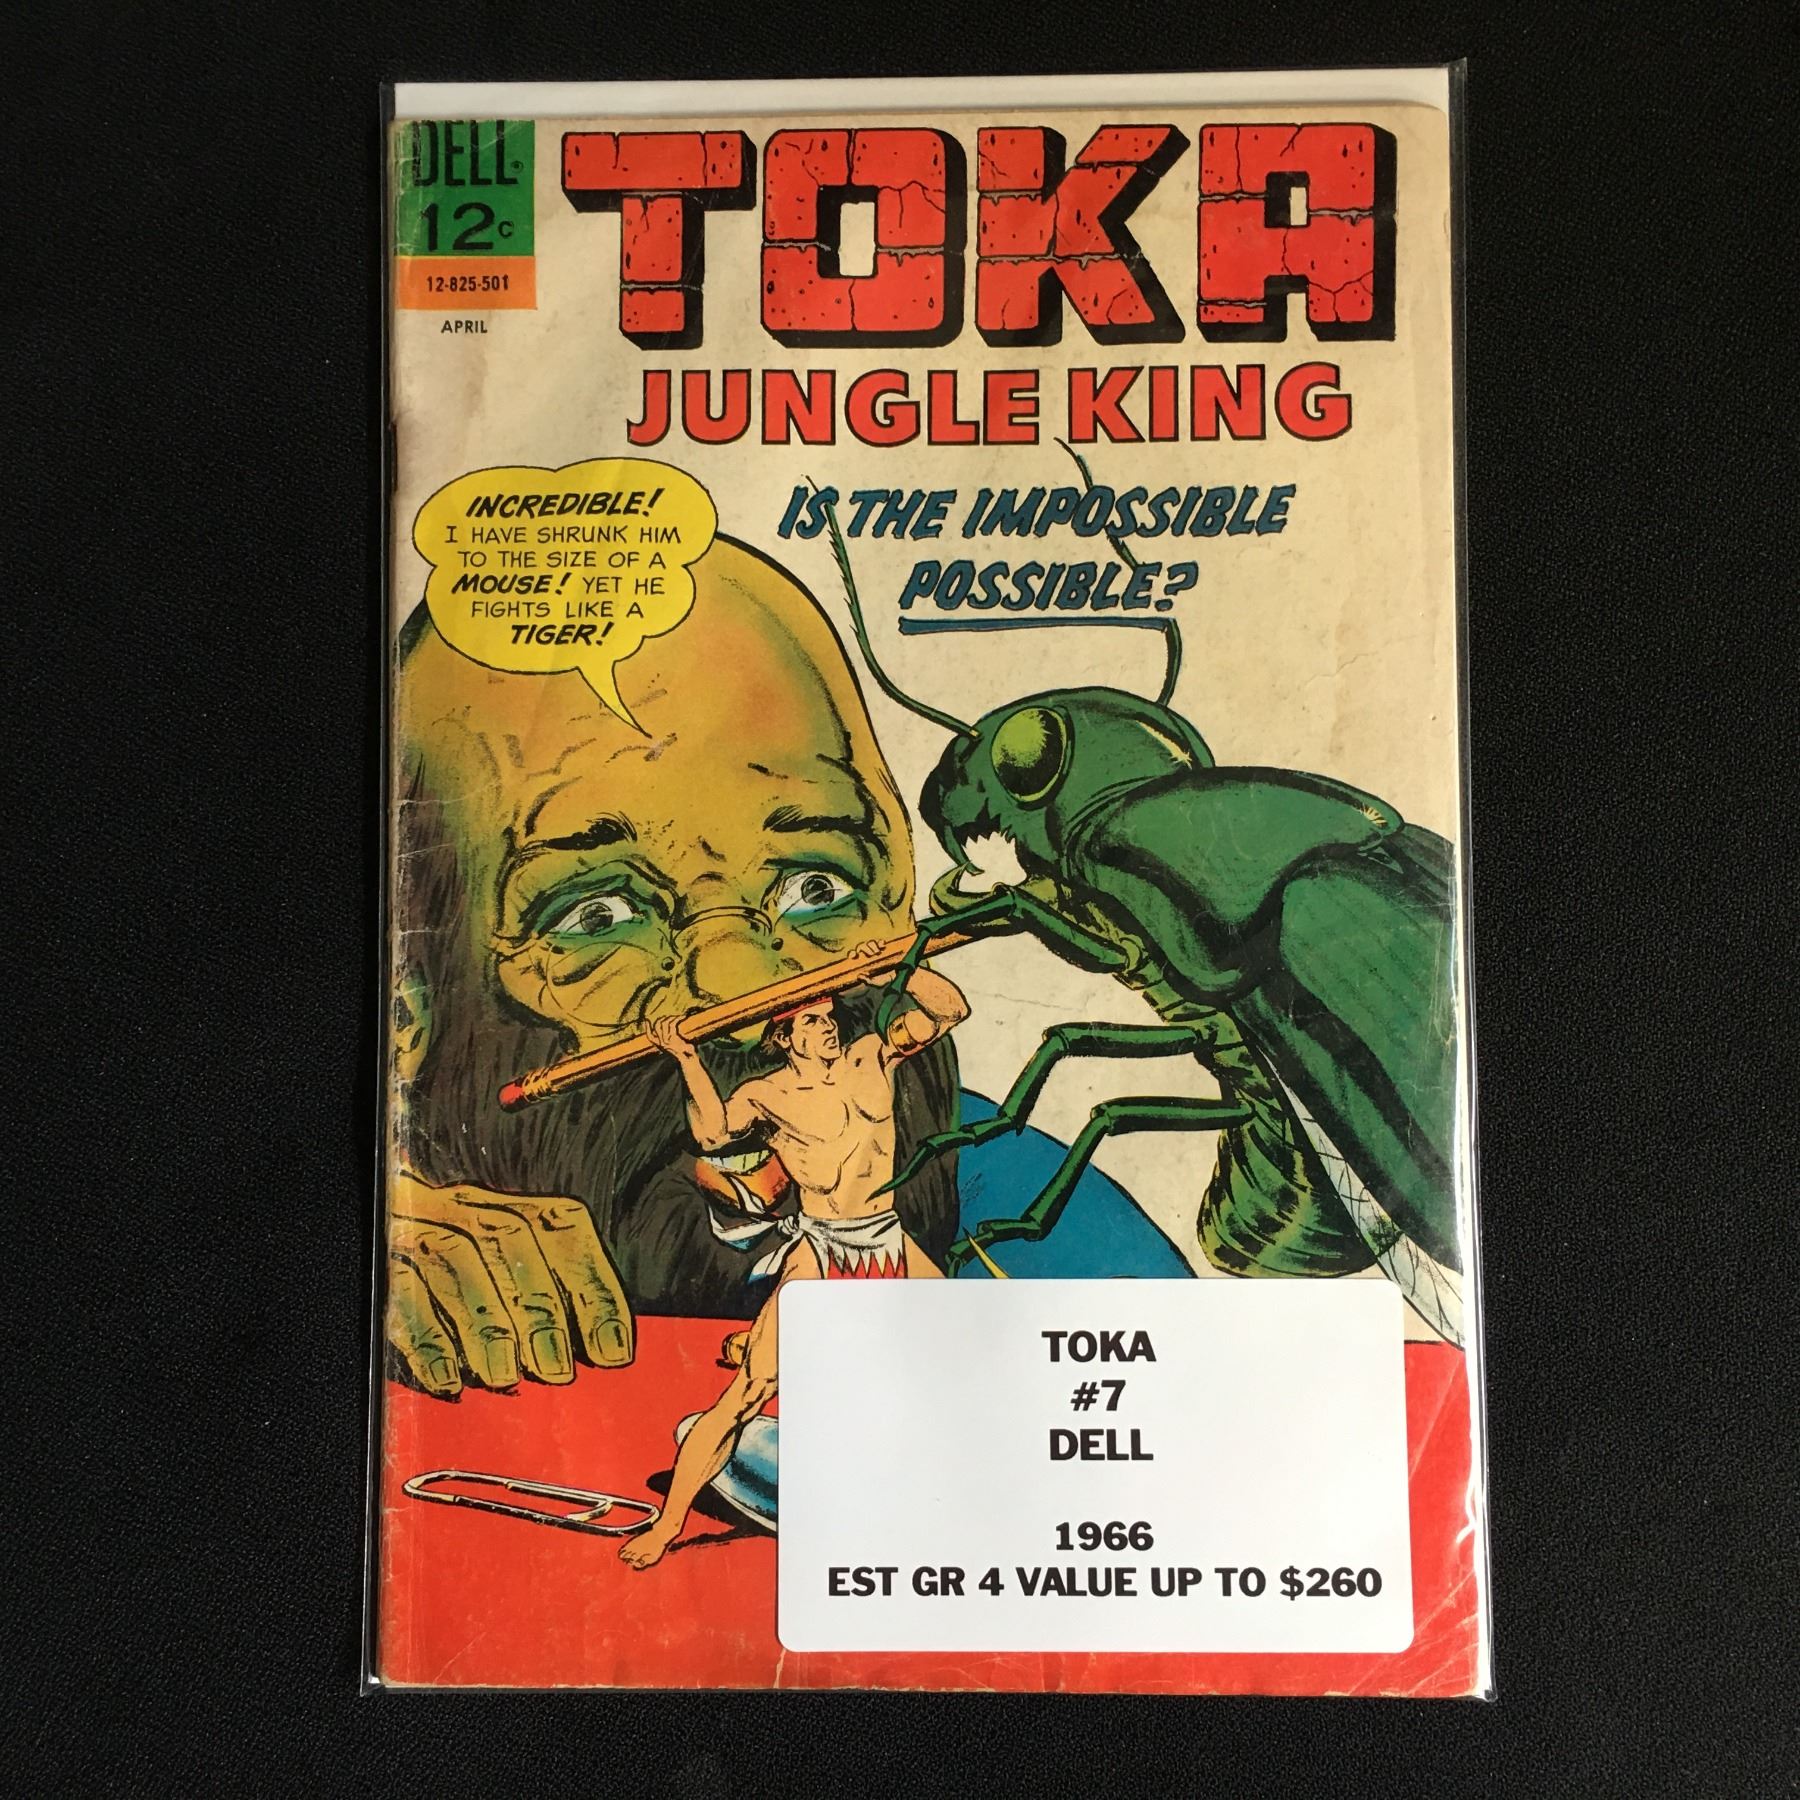 DELL
12c
12-825-501
APRIL
TOKA
JUNGLE KING
INCREDIBLE!
I HAVE SHRUNK HIM
TO THE SIZE OF A
MOUSE! YET HE
FIGHTS LIKE A
TIGER!
IS THE IMPOSSIBLE
POSSIBLE?
TOKA
#7
DELL
1966
EST GR 4 VALUE UP TO $260